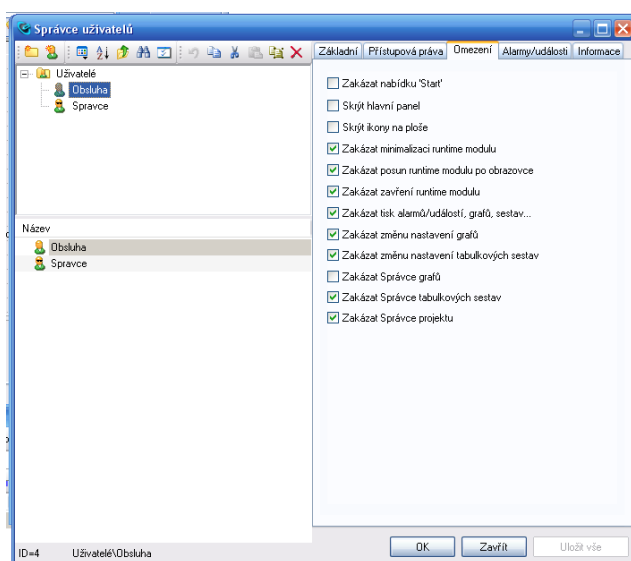 Správce uživatelů
Základní Přístupová práva Omezení Alarmy/události Informace
Uživatelé
Obsluha
Spravce
Název
Obsluha
Spravce
Zakázat nabídku 'Start'
Skrýt hlavní panel
Skrýt ikony na ploše
Zakázat minimalizaci runtime modulu
Zakázat posun runtime modulu po obrazovce
Zakázat zavření runtime modulu
Zakázat tisk alarmů/událostí, grafů, sestav...
Zakázat změnu nastavení grafů
Zakázat změnu nastavení tabulkových sestav
Zakázat Správce grafů
Zakázat Správce tabulkových sestav
Zakázat Správce projektu
OK Zavřít Uložit vše
ID=4 Uživatelé\Obsluha